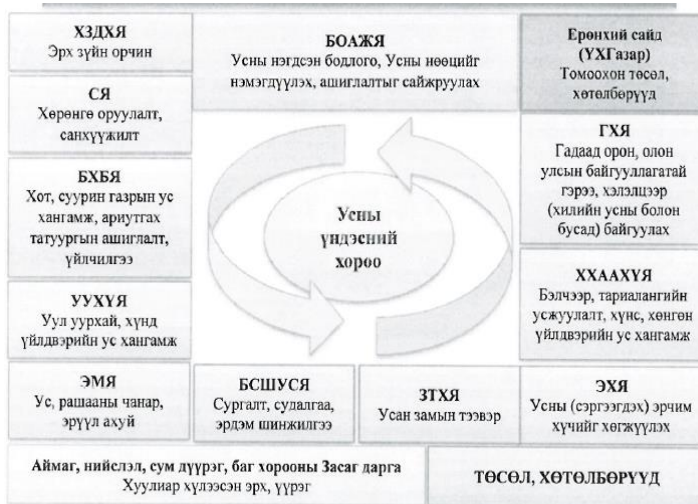 ХЗДХЯ
Эрх зүйн орчин
БОАЖЯ
Усны нэгдсэн бодлого, Усны нөөцийг
нэмэгдүүлэх, ашиглалтыг сайжруулах
Ерөнхий сайд
(ҮХГазар)
Томоохон төсөл,
хөтөлбөрүүд
СЯ
Хөрөнгө оруулалт,
санхүүжилт
БХБЯ
Хот, суурин газрын ус
хангамж, ариутгах
татуургын ашиглалт,
үйлчилгээ
УУХҮЯ
Уул уурхай, хүнд
үйлдвэрийн ус хангамж
ЭМЯ
Ус, рашааны чанар,
эрүүл ахуй
Усны
үндэсний
хороо
ГХЯ
Гадаад орон, олон
улсын байгууллагатай
гэрээ, хэлэлцээр
(хилийн усны болон
бусад) байгуулах
ХХААХҮЯ
Бэлчээр, тариалангийн
усжуулалт, хүнс, хөнгөн
үйлдвэрийн ус хангамж
БСШУСЯ
Сургалт, судалгаа,
эрдэм шинжилгээ
ЗТХЯ
Усан замын тээвэр
ЭХЯ
Усны (сэргээгдэх) эрчим
хүчийг хөгжүүлэх
Аймаг, нийслэл, сум дүүрэг, баг хорооны Засаг дарга
Хуулиар хүлээсэн эрх, үүрэг
ТӨСӨЛ, ХӨТӨЛБӨРҮҮД